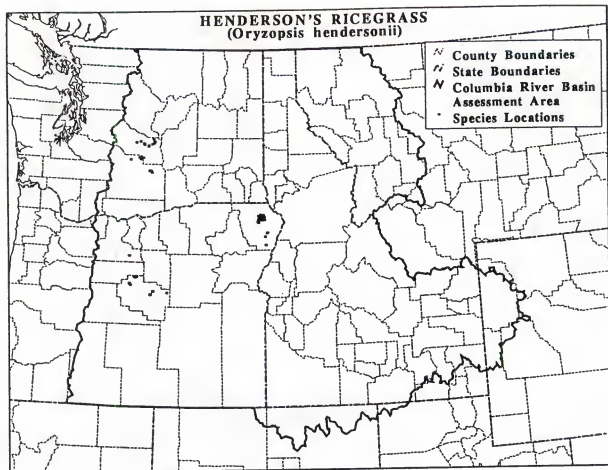 HENDERSON'S RICEGRASS
(Oryzopsis hendersonii)
County Boundaries
State Boundaries
Columbia River Basin
Assessment Area
Species Locations